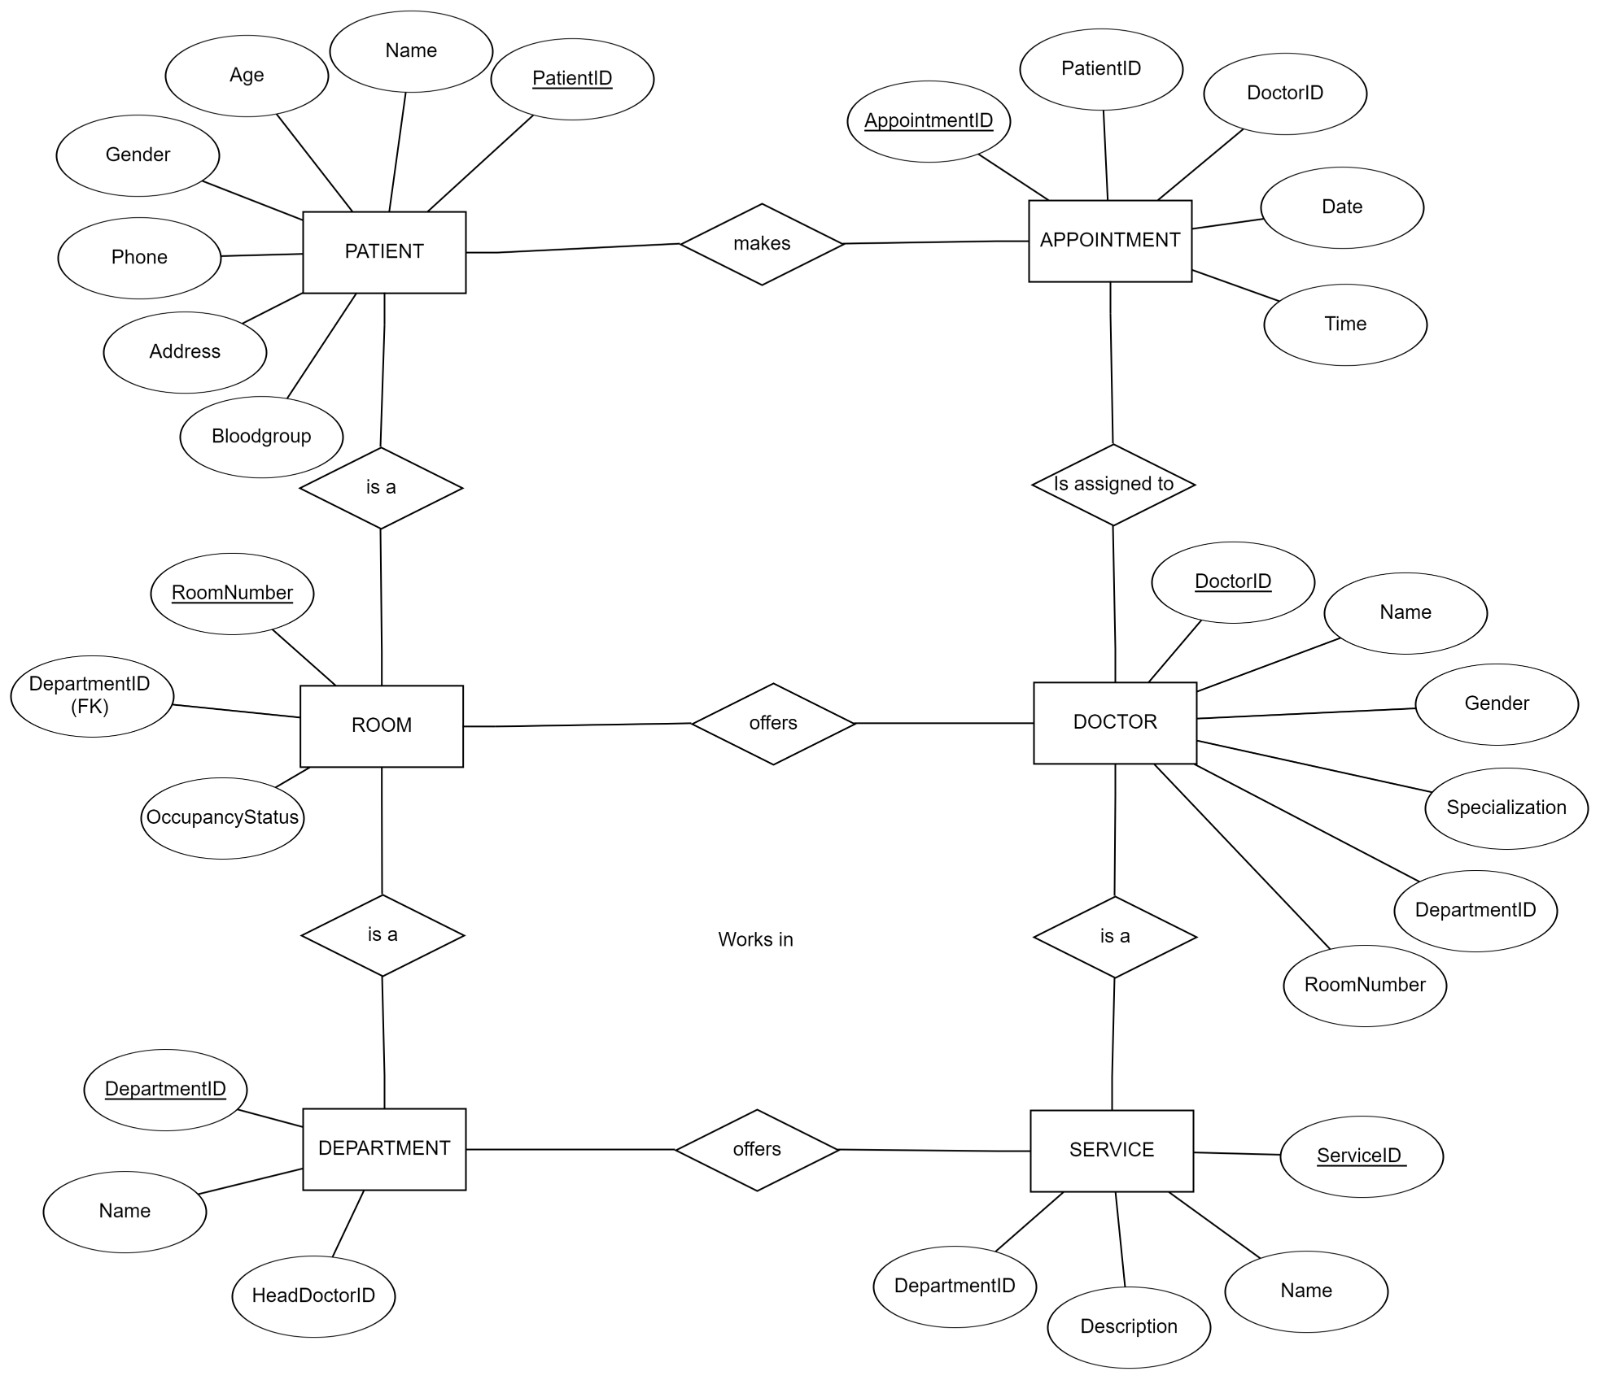 Name
Age
PatientID
PatientID
DoctorID
AppointmentID
Gender
Date
PATIENT
makes
APPOINTMENT
Phone
Time
Address
Bloodgroup
is a
Is assigned to
RoomNumber
DoctorID
Name
DepartmentID
(FK)
Gender
ROOM
offers
DOCTOR
OccupancyStatus
Specialization
DepartmentID
is a
Works in
is a
RoomNumber
DepartmentID
DEPARTMENT
offers
SERVICE
ServiceID
Name
HeadDoctorID
DepartmentID
Name
Description